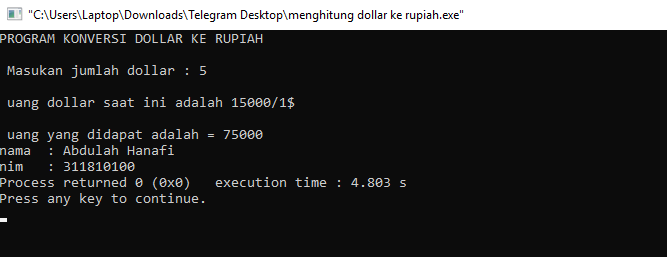 "C:\Users\Laptop\Downloads\Telegram Desktop\menghitung dollar ke rupiah.exe"
PROGRAM KONVERSI DOLLAR KE RUPIAH
Masukan jumlah dollar : 5
uang dollar saat ini adalah 15000/1$
uang yang didapat adalah = 75000
nama  : Abdulah Hanafi
nim   : 311810100
Process returned 0 (0x0)   execution time : 4.803 s
Press any key to continue.